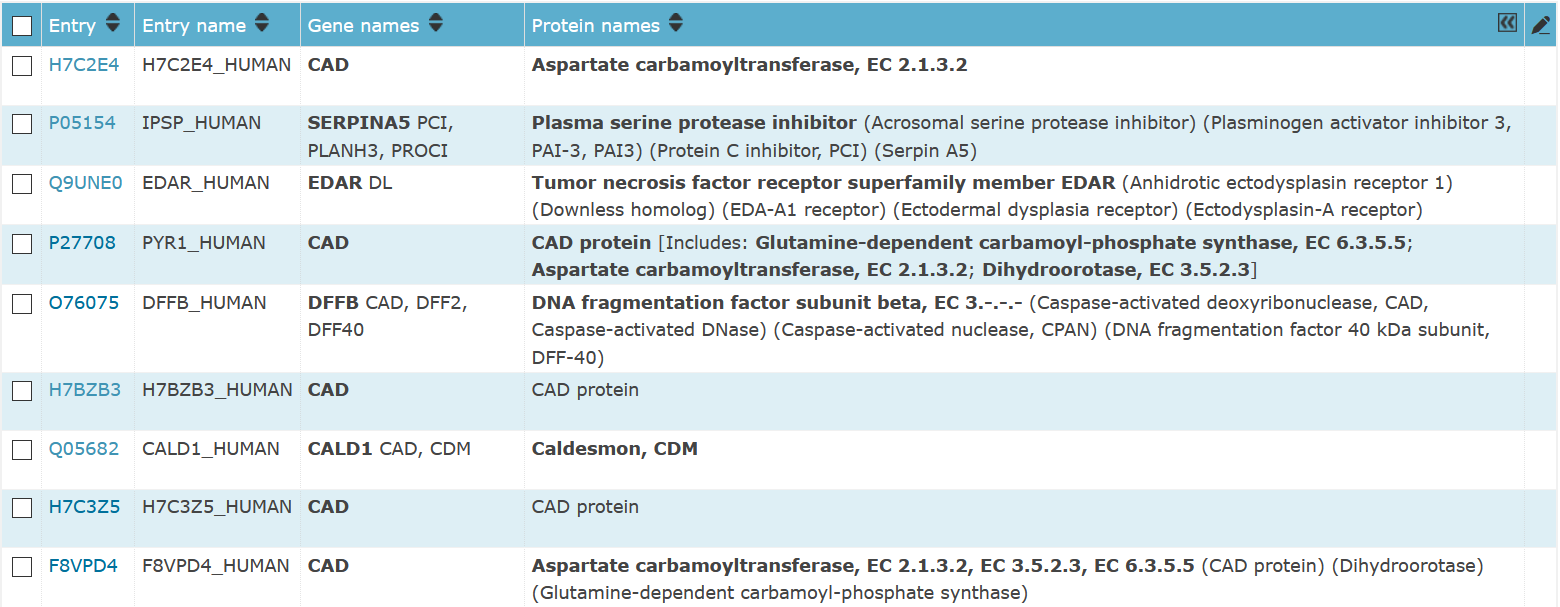 Entry Entry name Gene names Protein names
H7C2E4 H7C2E4_HUMAN CAD Aspartate carbamoyltransferase, EC 2.1.3.2
P05154 IPSP_HUMAN SERPINA5 PCI, Plasma serine protease inhibitor (Acrosomal serine protease inhibitor) (Plasminogen activator inhibitor 3,
PLANH3, PROCI PAI-3, PAI3) (Protein C inhibitor, PCI) (Serpin A5)
Q9UNE0 EDAR_HUMAN EDAR DL Tumor necrosis factor receptor superfamily member EDAR (Anhidrotic ectodysplasin receptor 1)
(Downless homolog) (EDA-A1 receptor) (Ectodermal dysplasia receptor) (Ectodysplasin-A receptor)
P27708 PYR1_HUMAN CAD CAD protein [Includes: Glutamine-dependent carbamoyl-phosphate synthase, EC 6.3.5.5;
Aspartate carbamoyltransferase, EC 2.1.3.2; Dihydroorotase, EC 3.5.2.3]
O76075 DFFB_HUMAN DFFB CAD, DFF2, DNA fragmentation factor subunit beta, EC 3.-.-.- (Caspase-activated deoxyribonuclease, CAD,
DFF40 Caspase-activated DNase) (Caspase-activated nuclease, CPAN) (DNA fragmentation factor 40 kDa subunit,
DFF-40)
H7BZB3 H7BZB3_HUMAN CAD CAD protein
Q05682 CALD1_HUMAN CALD1 CAD, CDM Caldesmon, CDM
H7C3Z5 H7C3Z5_HUMAN CAD CAD protein
F8VPD4 F8VPD4_HUMAN CAD Aspartate carbamoyltransferase, EC 2.1.3.2, EC 3.5.2.3, EC 6.3.5.5 (CAD protein) (Dihydroorotase)
(Glutamine-dependent carbamoyl-phosphate synthase)